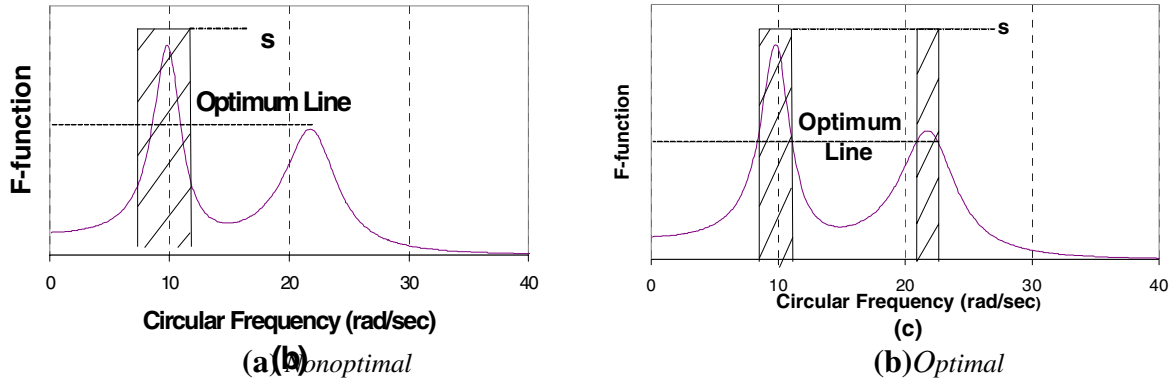 S
Optimum Line
F-function
0 10 20 30 40
Circular Frequency (rad/sec)
(b)
(a) Nonoptimal
S
Optimum
Line
F-function
0 10 20 30 40
Circular Frequency (rad/sec)
(c)
(b) Optimal